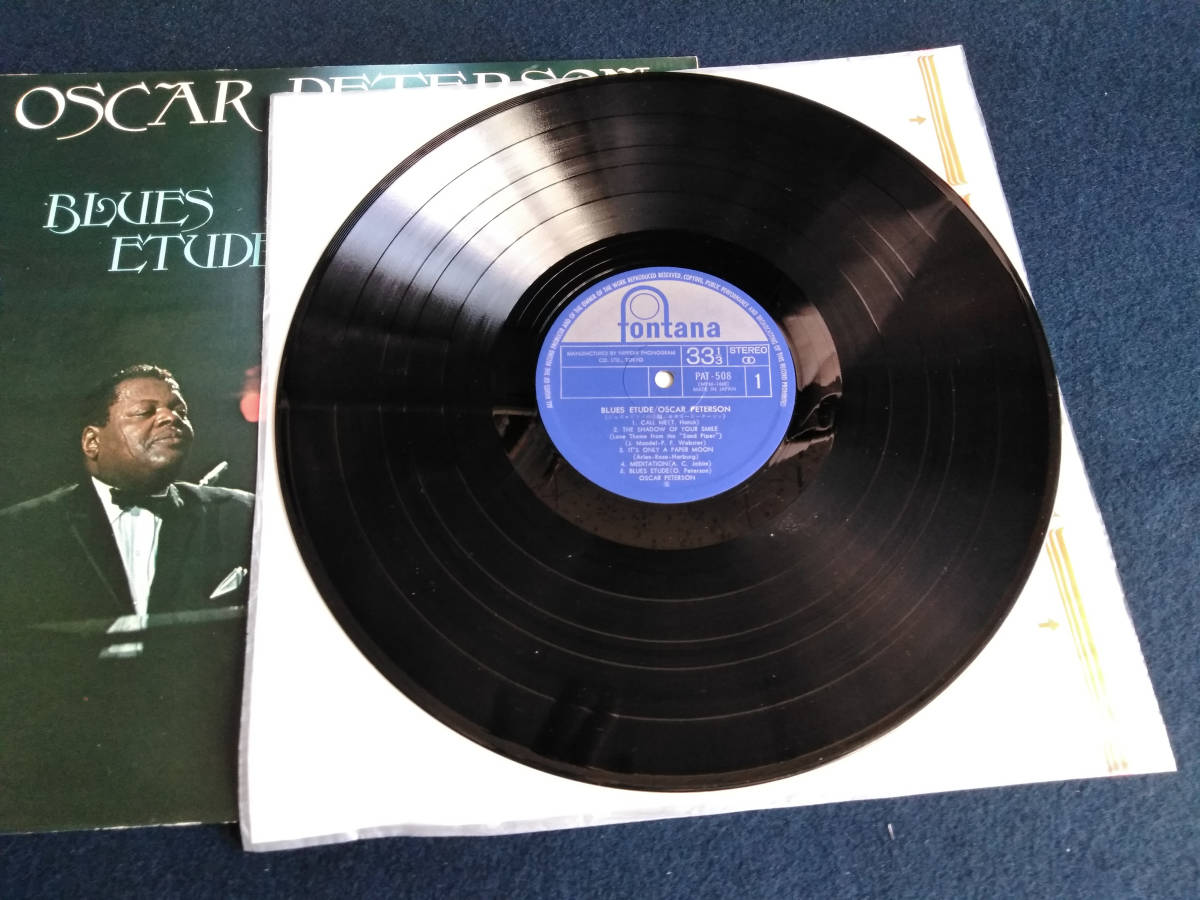 OSCAR PETERSON
BLUES
ETUDE
fontana
MANUFACTURED BY NIPPON PHONOGRAM
CO. LTD., TOKYO
33 1/3
STEREO
PAT-508
MADE IN JAPAN
1
BLUES ETUDE/OSCAR PETERSON
1. CALL ME(T. Hatch)
2. THE SHADOW OF YOUR SMILE
(Love Theme from the "Sand Piper")
(J. Mandel-P. F. Webster)
3. IT'S ONLY A PAPER MOON
(Arlen-Rose-Harburg)
4. MEDITATION(A. C. Jobim)
5. BLUES ETUDE(O. Peterson)
OSCAR PETERSON